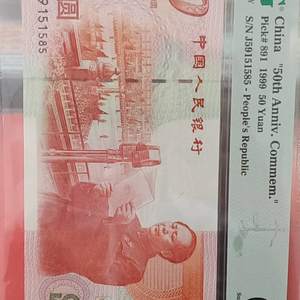 China "50th Anniv. Commem."
Pick# 891 1999 50 Yuan
S/N J59151585 - People's Republic
中国人民银行
圆
9151585